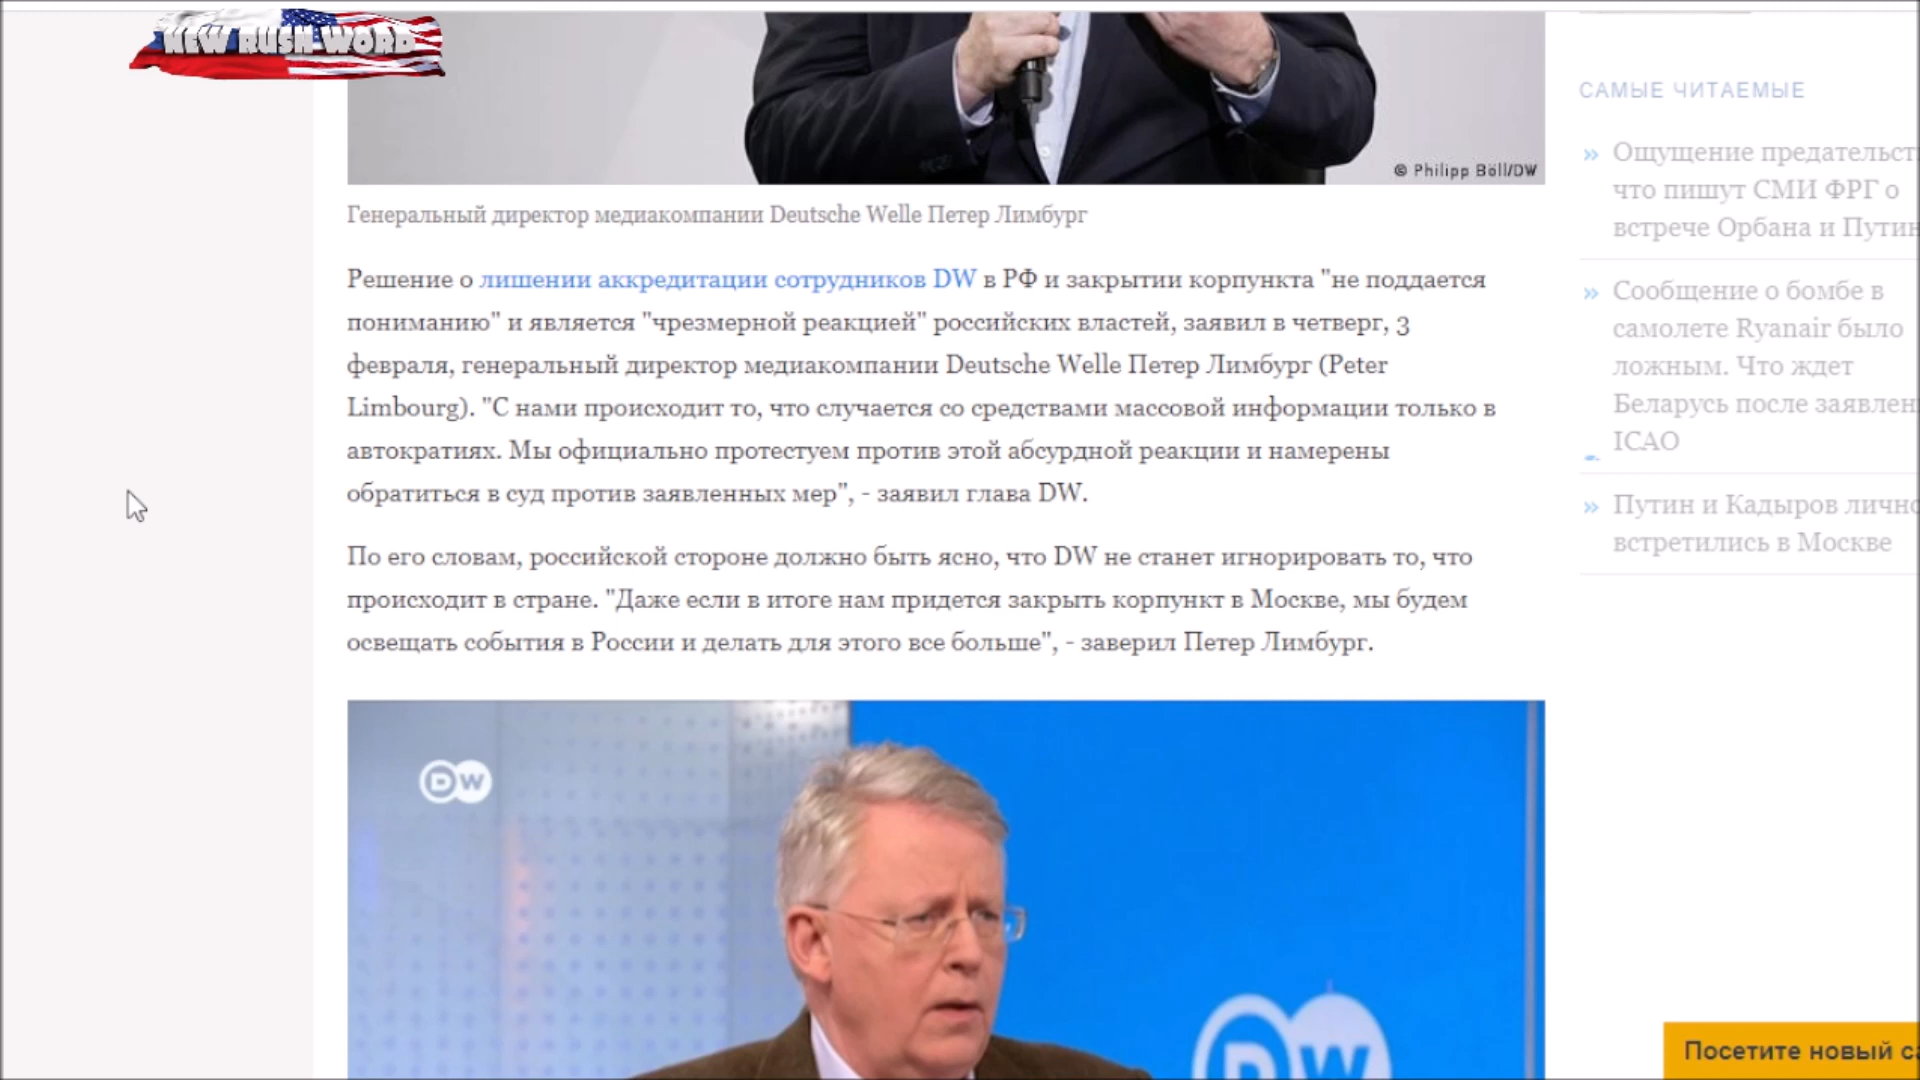 NEW RUSH WORD
© Philipp Böll/DW
Генеральный директор медиакомпании Deutsche Welle Петер Лимбург
Решение о лишении аккредитации сотрудников DW в РФ и закрытии корпункта "не поддается
пониманию" и является "чрезмерной реакцией" российских властей, заявил в четверг, 3
февраля, генеральный директор медиакомпании Deutsche Welle Петер Лимбург (Peter
Limbourg). "С нами происходит то, что случается со средствами массовой информации только в
автократиях. Мы официально протестуем против этой абсурдной реакции и намерены
обратиться в суд против заявленных мер", - заявил глава DW.
По его словам, российской стороне должно быть ясно, что DW не станет игнорировать то, что
происходит в стране. "Даже если в итоге нам придется закрыть корпункт в Москве, мы будем
освещать события в России и делать для этого все больше", - заверил Петер Лимбург.
DW
DW
САМЫЕ ЧИТАЕМЫЕ
» Ощущение
что пишут СМИ ФРГ о
встрече Орбана и
» Сообщение о бомбе в
самолете Ryanair было
ложным. Что ждет
Беларусь после
ICAO
» Путин и Кадыров
встретились в Москве
Посетите новый